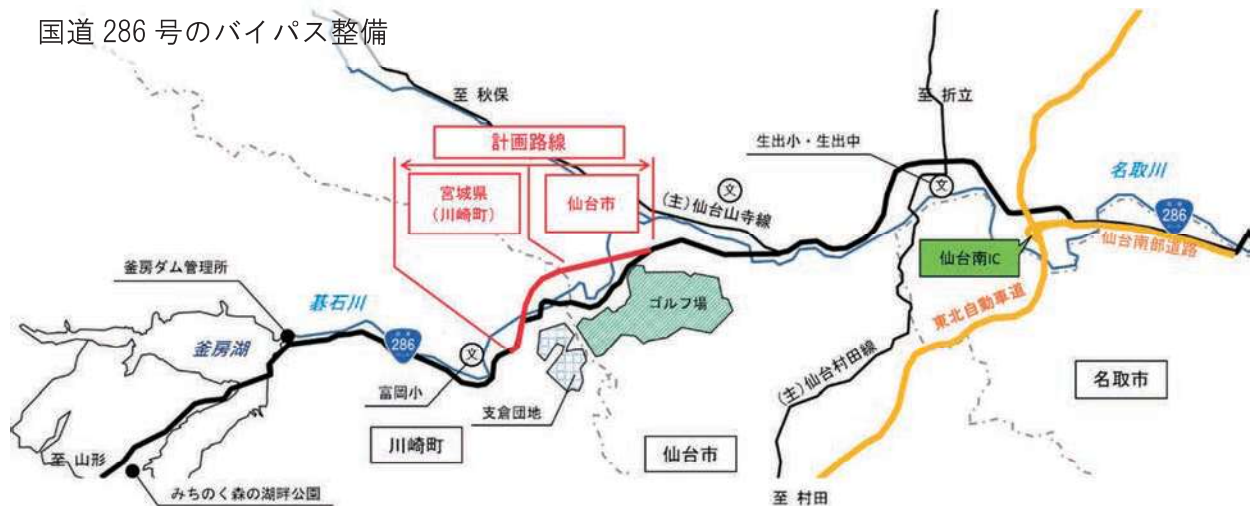 国道 286 号のバイパス整備
至 秋保
至 折立
計画路線
生出小・生出中
文
名取川
宮城県
(川崎町)
仙台市
文
(主)仙台山寺線
286
仙台南部道路
仙台南IC
釜房ダム管理所
碁石川
ゴルフ場
東北自動車道
釜房湖
286
文
(主)仙台村田線
名取市
富岡小
支倉団地
川崎町
仙台市
至 山形
みちのく森の湖畔公園
至 村田